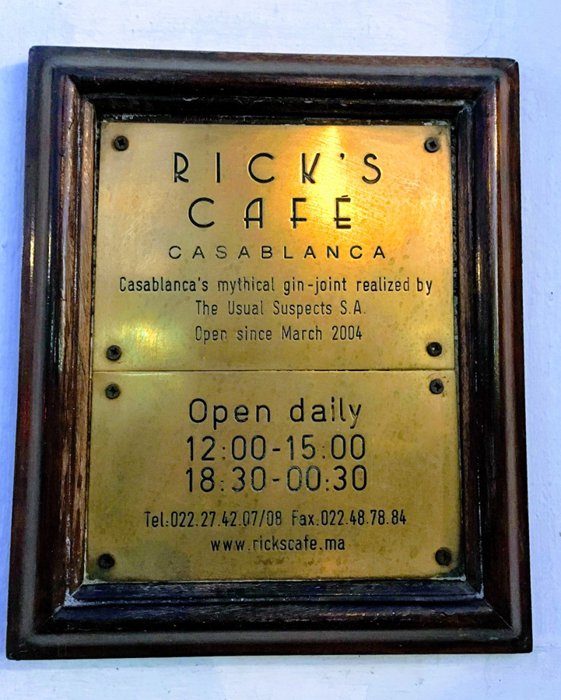 RICK'S
CAFÉ
CASABLANCA
Casablanca's mythical gin-joint realized by
The Usual Suspects S.A.
Open since March 2004
Open daily
12:00-15:00
18:30-00:30
Tel:022.27.42.07/08 Fax:022.48.78.84
www.rickscafe.ma